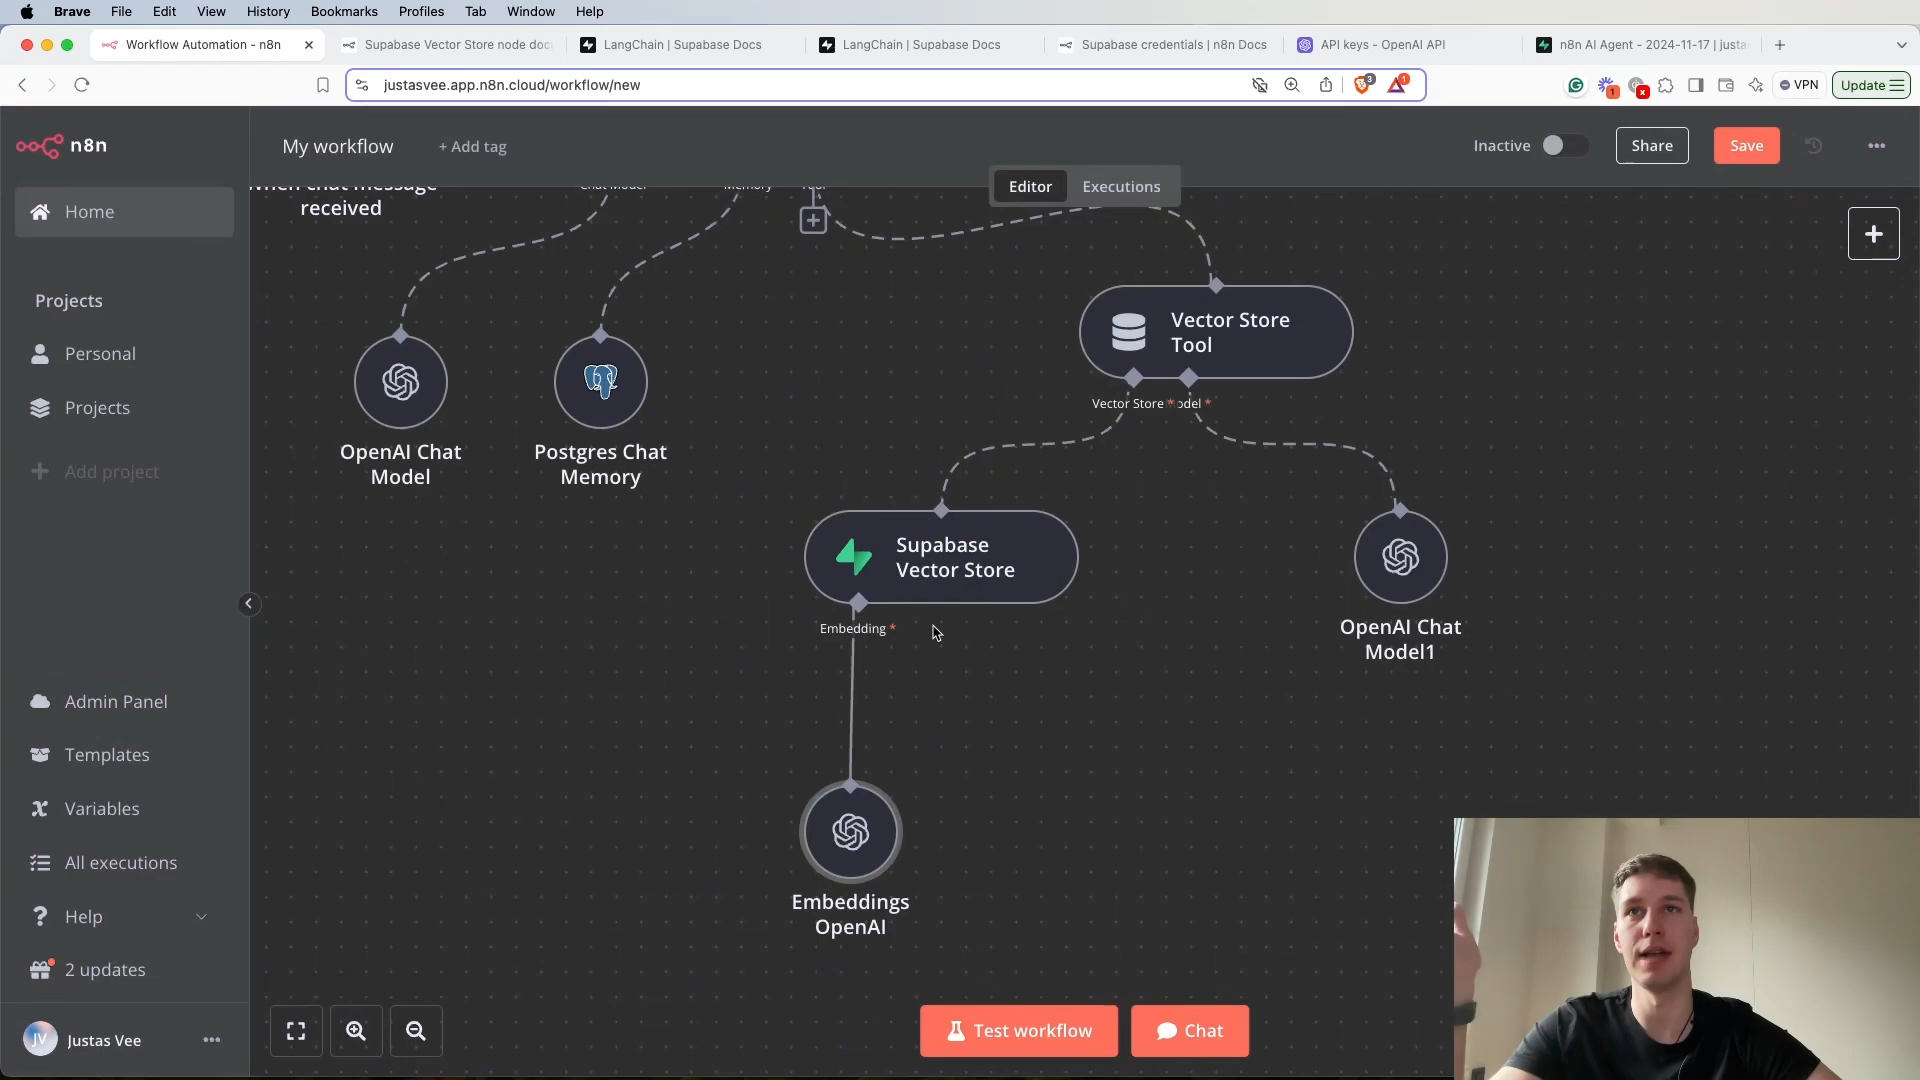 Brave File Edit View History Bookmarks Profiles Tab Window Help
Workflow Automation - n8n
Supabase Vector Store node doc
LangChain | Supabase Docs
LangChain | Supabase Docs
Supabase credentials | n8n Docs
API keys - OpenAI API
n8n AI Agent - 2024-11-17 | justa
justasvee.app.n8n.cloud/workflow/new
3
1
1
x
VPN
Update
n8n
My workflow
+ Add tag
Inactive
Share
Save
Editor
Executions
Home
Projects
Personal
Projects
Add project
Admin Panel
Templates
Variables
All executions
Help
2 updates
JV
Justas Vee
When chat message
received
Chat Model
Memory
Tool
OpenAI Chat
Model
Postgres Chat
Memory
Vector Store
Tool
Vector Store *
odel *
Supabase
Vector Store
Embedding *
OpenAI Chat
Model1
Embeddings
OpenAI
Test workflow
Chat